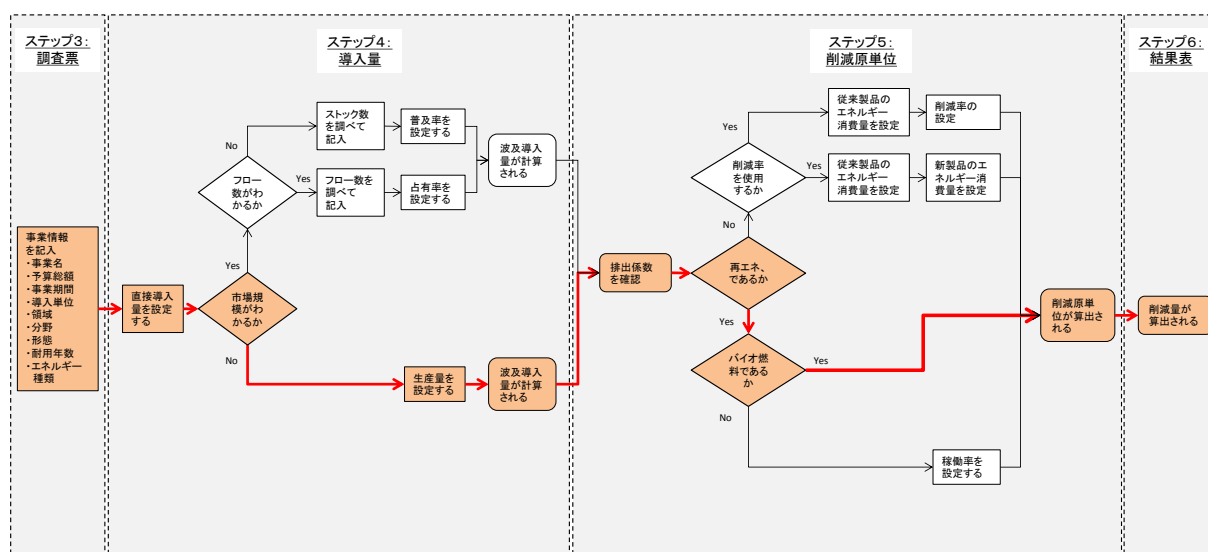 ステップ3:
調査票
事業情報
を記入
・事業名
・予算総額
・事業期間
・導入単位
・領域
・分野
・形態
・耐用年数
・エネルギー
種類
ステップ4:
導入量
直接導入
量を設定
する
市場規
模がわ
かるか
Yes
No
フロー
数がわ
かるか
No
Yes
ストック数
を調べて
記入
普及率を
設定する
フロー数を
調べて
記入
占有率を
設定する
波及導入
量が計算
される
生産量を
設定する
波及導入
量が計算
される
ステップ5:
削減原単位
排出係数
を確認
再エネ、
であるか
No
Yes
削減率
を使用
するか
Yes
Yes
従来製品の
エネルギー
消費量を設定
削減率の
設定
従来製品の
エネルギー
消費量を設定
新製品のエ
ネルギー消
費量を設定
バイオ燃
料である
か
Yes
No
稼働率を
設定する
削減原単
位が算出さ
れる
ステップ6:
結果表
削減量が
算出される